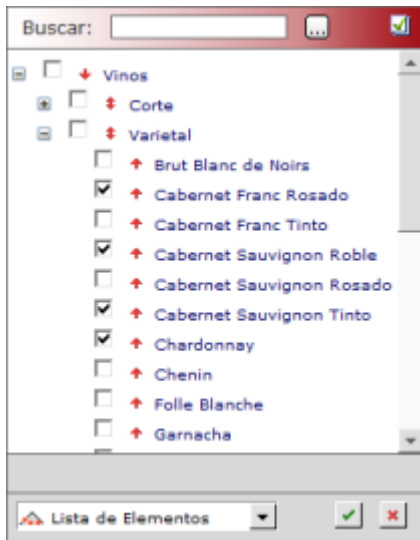 Buscar:
...
Vinos
Corte
Varietal
Brut Blanc de Noirs
Cabernet Franc Rosado
Cabernet Franc Tinto
Cabernet Sauvignon Roble
Cabernet Sauvignon Rosado
Cabernet Sauvignon Tinto
Chardonnay
Chenin
Folle Blanche
Garnacha
Lista de Elementos